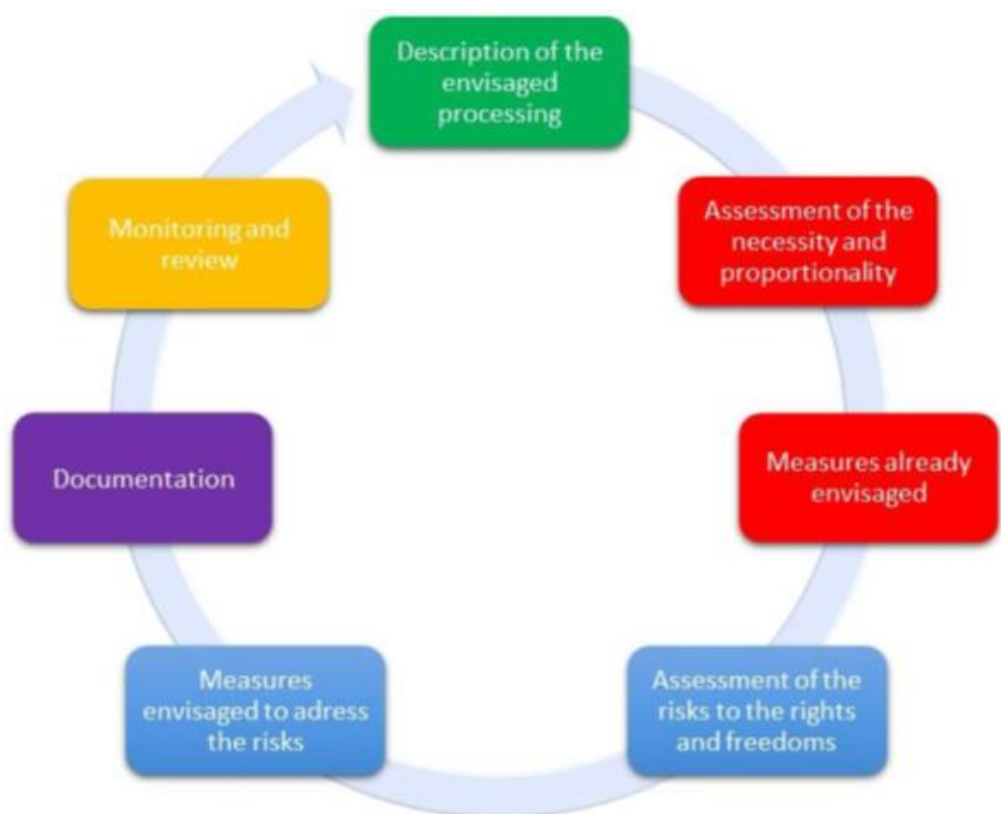 Description of the
envisaged
processing
Assessment of the
necessity and
proportionality
Measures already
envisaged
Assessment of the
risks to the rights
and freedoms
Measures
envisaged to adress
the risks
Documentation
Monitoring and
review